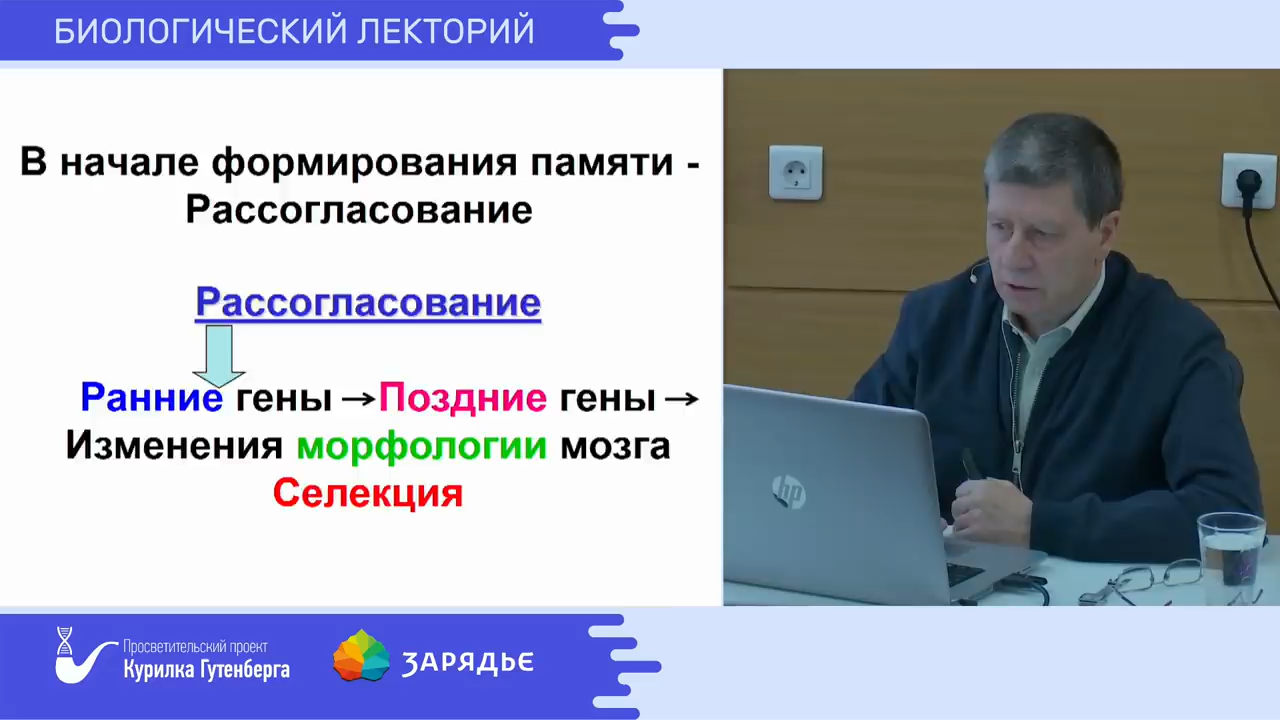 БИОЛОГИЧЕСКИЙ ЛЕКТОРИЙ
В начале формирования памяти -
Рассогласование
Рассогласование
Ранние гены →Поздние гены →
Изменения морфологии мозга
Селекция
hp
Просветительский проект
Курилка Гутенберга
ЗАРЯДЬЕ